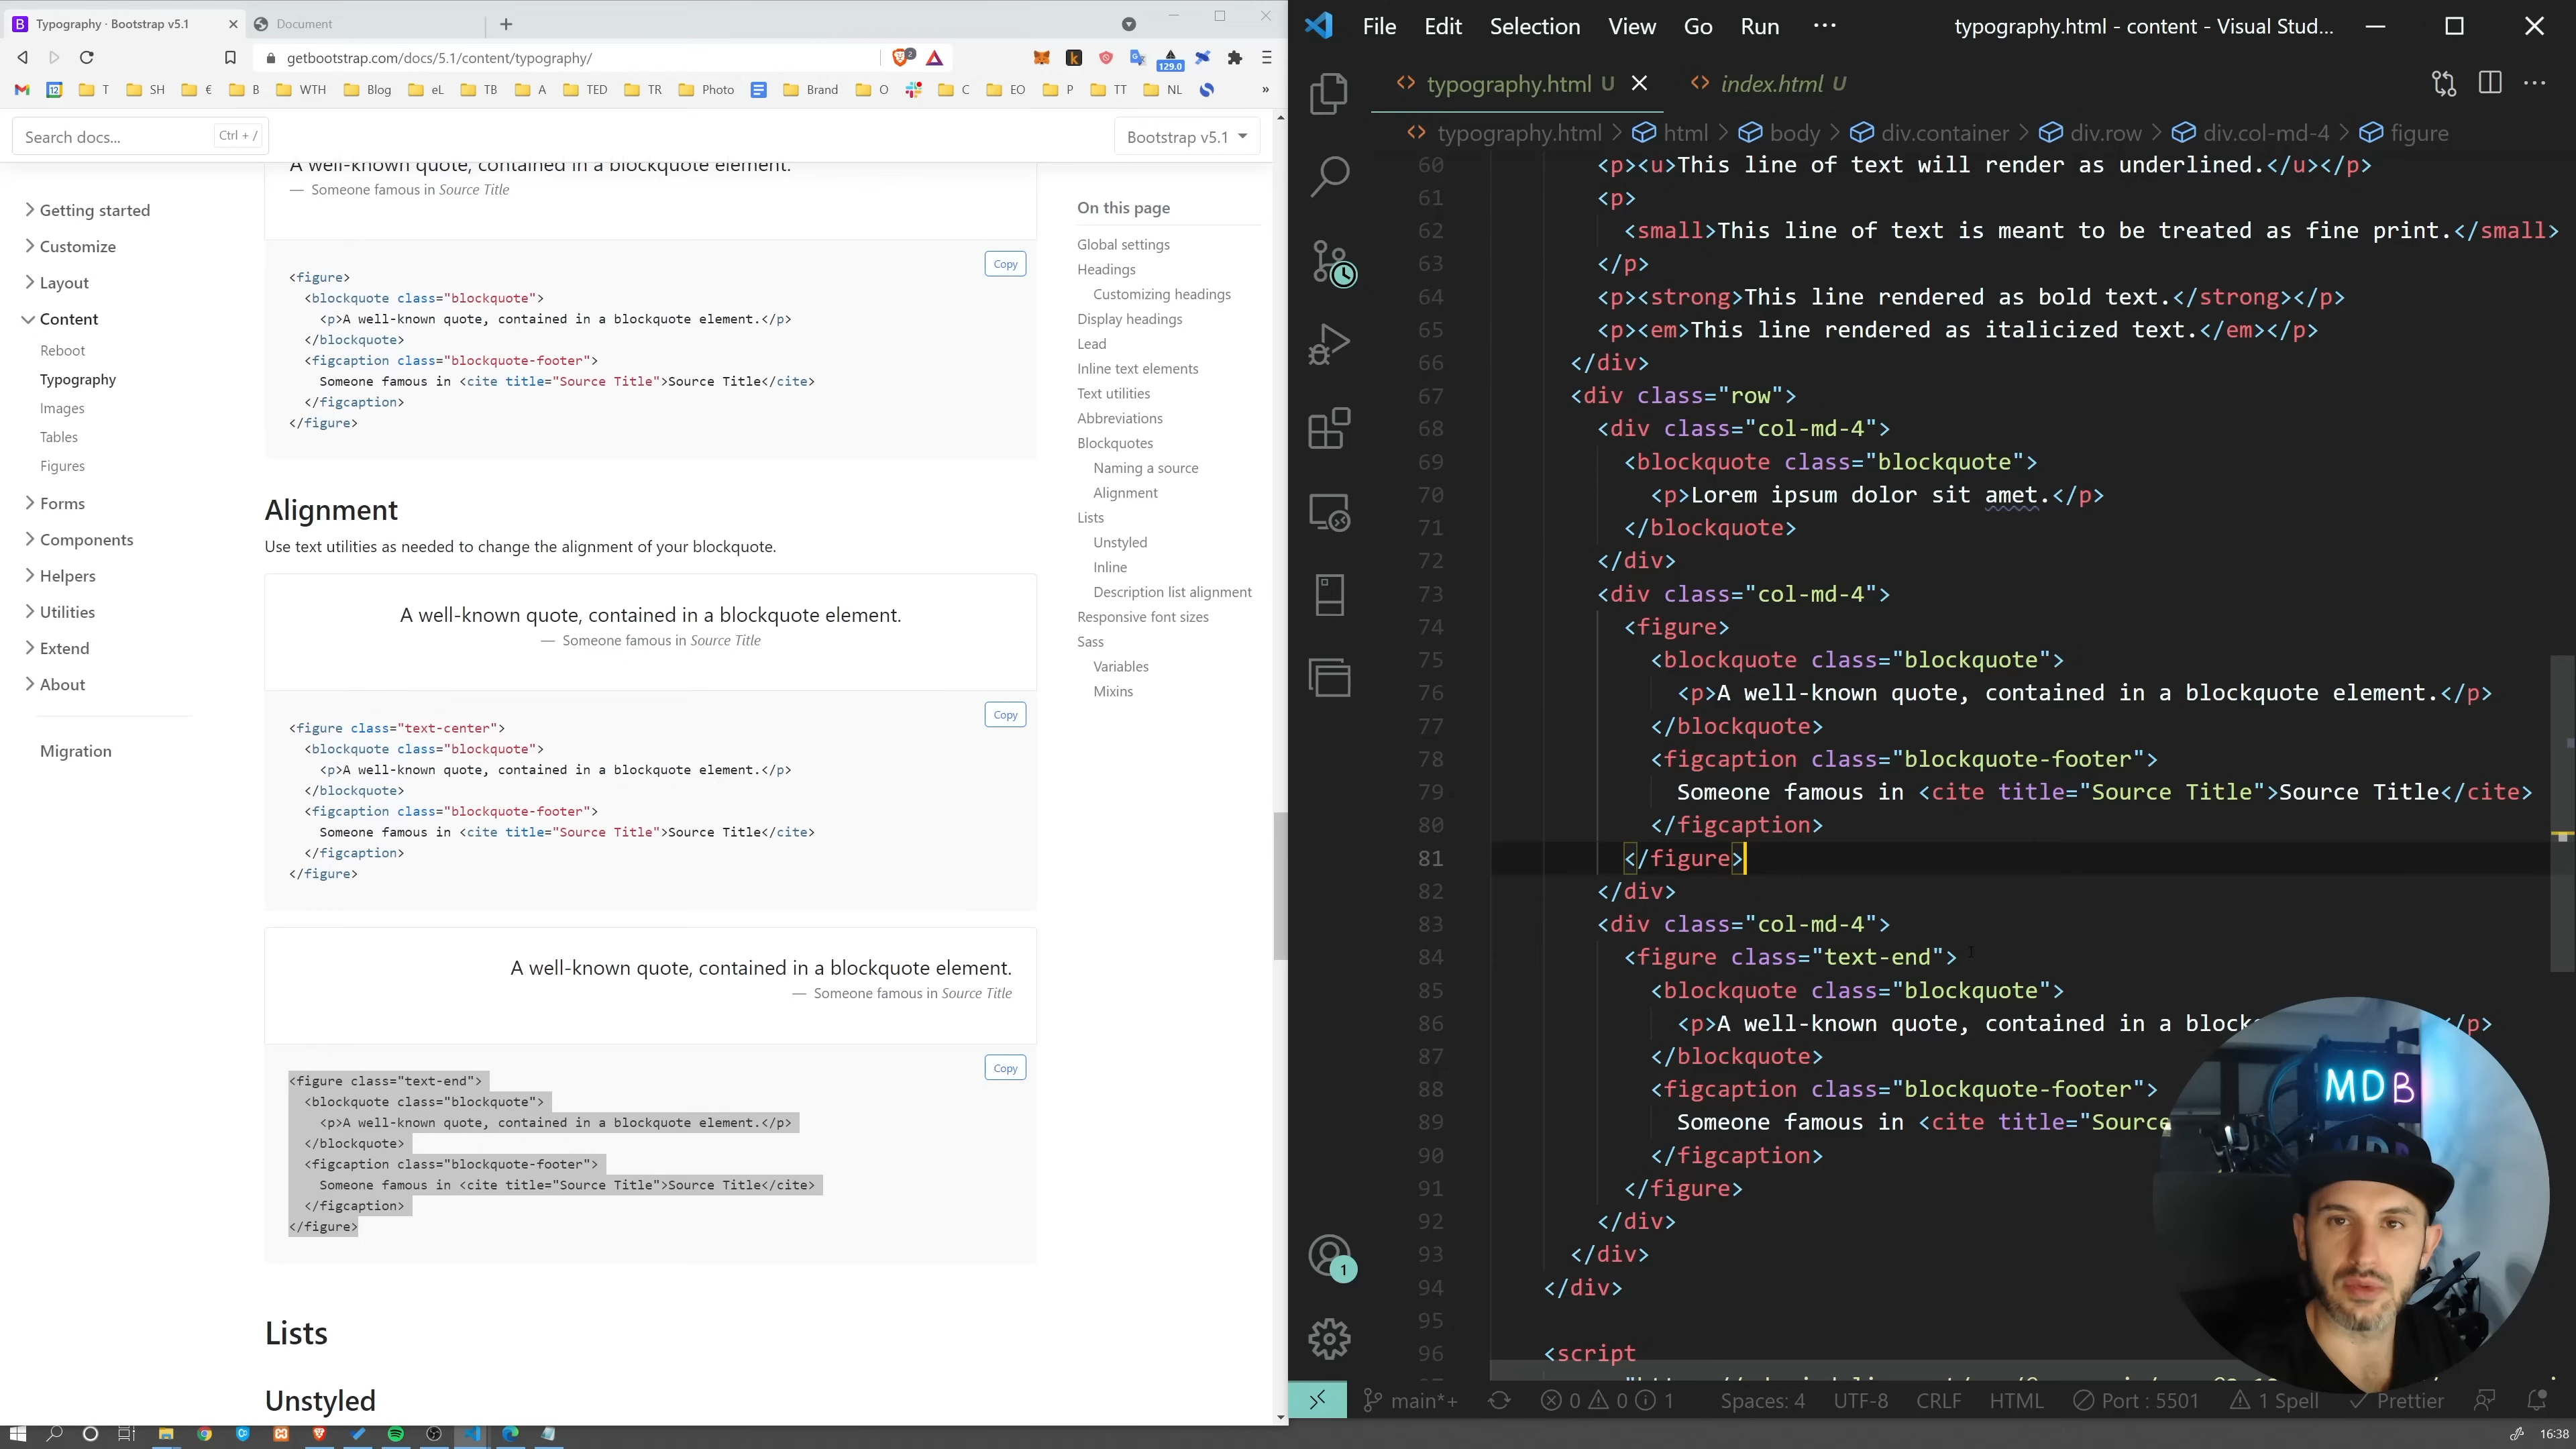 Typography · Bootstrap v5.1
Document
getbootstrap.com/docs/5.1/content/typography/
2
129.0
12
T
SH
€
B
WTH
Blog
eL
TB
A
TED
TR
Photo
Brand
O
C
EO
P
TT
NL
»
Search docs...
Ctrl + /
Bootstrap v5.1
Getting started
Customize
Layout
Content
Reboot
Typography
Images
Tables
Figures
Forms
Components
Helpers
Utilities
Extend
About
Migration
A well-known quote, contained in a blockquote element.
— Someone famous in Source Title
Copy
<figure>
<blockquote class="blockquote">
<p>A well-known quote, contained in a blockquote element.</p>
</blockquote>
<figcaption class="blockquote-footer">
Someone famous in <cite title="Source Title">Source Title</cite>
</figcaption>
</figure>
Alignment
Use text utilities as needed to change the alignment of your blockquote.
A well-known quote, contained in a blockquote element.
— Someone famous in Source Title
Copy
<figure class="text-center">
<blockquote class="blockquote">
<p>A well-known quote, contained in a blockquote element.</p>
</blockquote>
<figcaption class="blockquote-footer">
Someone famous in <cite title="Source Title">Source Title</cite>
</figcaption>
</figure>
A well-known quote, contained in a blockquote element.
— Someone famous in Source Title
Copy
<figure class="text-end">
<blockquote class="blockquote">
<p>A well-known quote, contained in a blockquote element.</p>
</blockquote>
<figcaption class="blockquote-footer">
Someone famous in <cite title="Source Title">Source Title</cite>
</figcaption>
</figure>
Lists
Unstyled
On this page
Global settings
Headings
Customizing headings
Display headings
Lead
Inline text elements
Text utilities
Abbreviations
Blockquotes
Naming a source
Alignment
Lists
Unstyled
Inline
Description list alignment
Responsive font sizes
Sass
Variables
Mixins
File Edit Selection View Go Run ··· typography.html - content - Visual Stud...
typography.html U
index.html U
typography.html > html > body > div.container > div.row > div.col-md-4 > figure
60 <p><u>This line of text will render as underlined.</u></p>
61 <p>
62 <small>This line of text is meant to be treated as fine print.</small>
63 </p>
64 <p><strong>This line rendered as bold text.</strong></p>
65 <p><em>This line rendered as italicized text.</em></p>
66 </div>
67 <div class="row">
68 <div class="col-md-4">
69 <blockquote class="blockquote">
70 <p>Lorem ipsum dolor sit amet.</p>
71 </blockquote>
72 </div>
73 <div class="col-md-4">
74 <figure>
75 <blockquote class="blockquote">
76 <p>A well-known quote, contained in a blockquote element.</p>
77 </blockquote>
78 <figcaption class="blockquote-footer">
79 Someone famous in <cite title="Source Title">Source Title</cite>
80 </figcaption>
81 </figure>
82 </div>
83 <div class="col-md-4">
84 <figure class="text-end">
85 <blockquote class="blockquote">
86 <p>A well-known quote, contained in a block </p>
87 </blockquote>
88 <figcaption class="blockquote-footer">
89 Someone famous in <cite title="Source
90 </figcaption>
91 </figure>
92 </div>
93 </div>
94 </div>
95
96 <script
MDB
1
main*+ 0 0 1 Spaces: 4 UTF-8 CRLF HTML Port : 5501 1 Spell Prettier
16:38